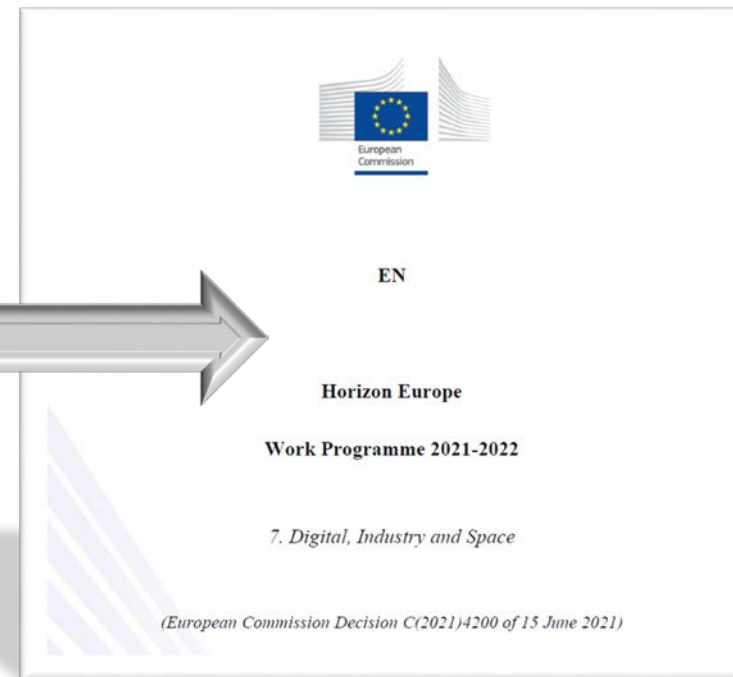 European
Commission
EN
Horizon Europe
Work Programme 2021-2022
7. Digital, Industry and Space
(European Commission Decision C(2021)4200 of 15 June 2021)